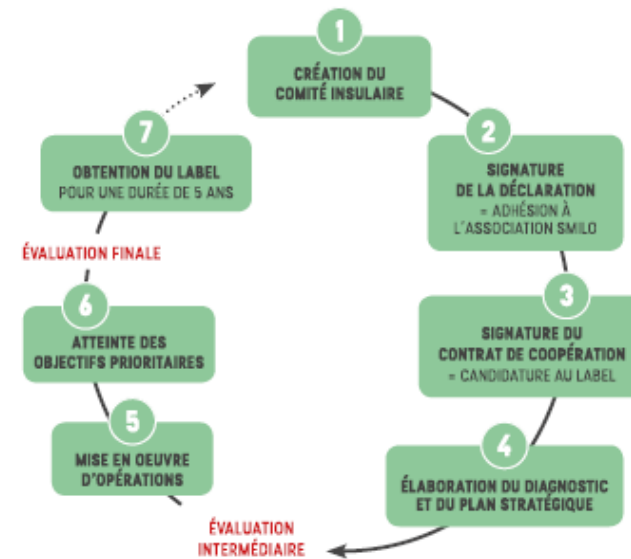 1
CRÉATION DU
COMITÉ INSULAIRE
2
SIGNATURE
DE LA DÉCLARATION
= ADHÉSION À
L'ASSOCIATION SMILO
3
SIGNATURE DU
CONTRAT DE COOPÉRATION
= CANDIDATURE AU LABEL
4
ÉLABORATION DU DIAGNOSTIC
ET DU PLAN STRATÉGIQUE
ÉVALUATION
INTERMÉDIAIRE
5
MISE EN OEUVRE
D'OPÉRATIONS
6
ATTEINTE DES
OBJECTIFS PRIORITAIRES
ÉVALUATION FINALE
7
OBTENTION DU LABEL
POUR UNE DURÉE DE 5 ANS